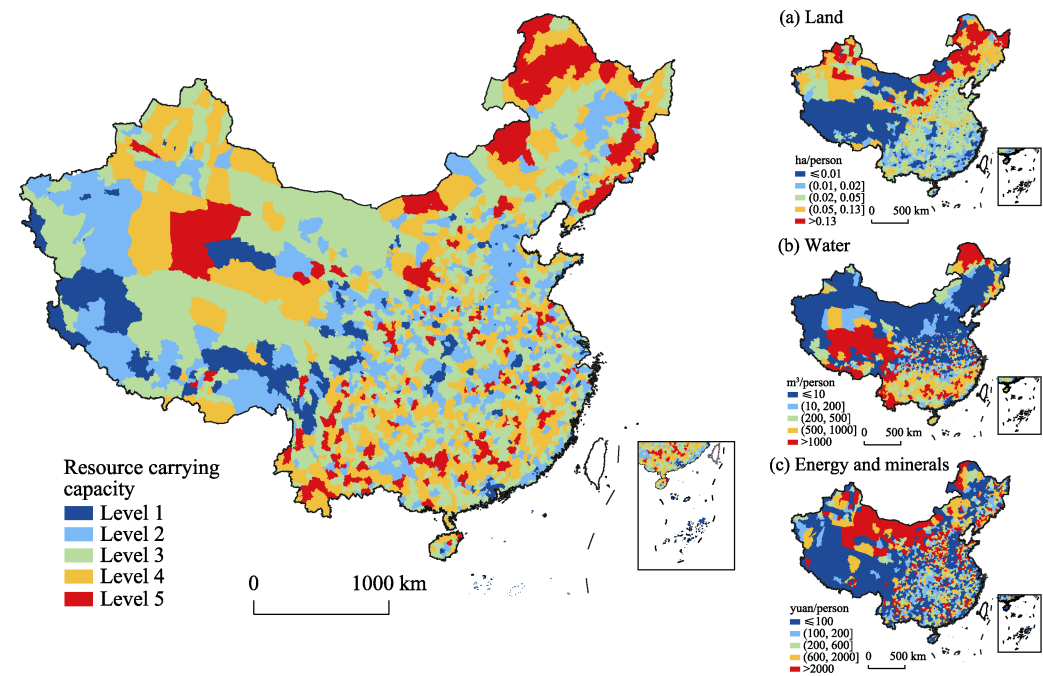 Resource carrying
capacity
Level 1
Level 2
Level 3
Level 4
Level 5
0 1000 km
(a) Land
ha/person
≤0.01
(0.01, 0.02]
(0.02, 0.05]
(0.05, 0.13]
>0.13
0 500 km
(b) Water
m³/person
≤10
(10, 200]
(200, 500]
(500, 1000]
>1000
0 500 km
(c) Energy and minerals
yuan/person
≤100
(100, 200]
(200, 600]
(600, 2000]
>2000
0 500 km